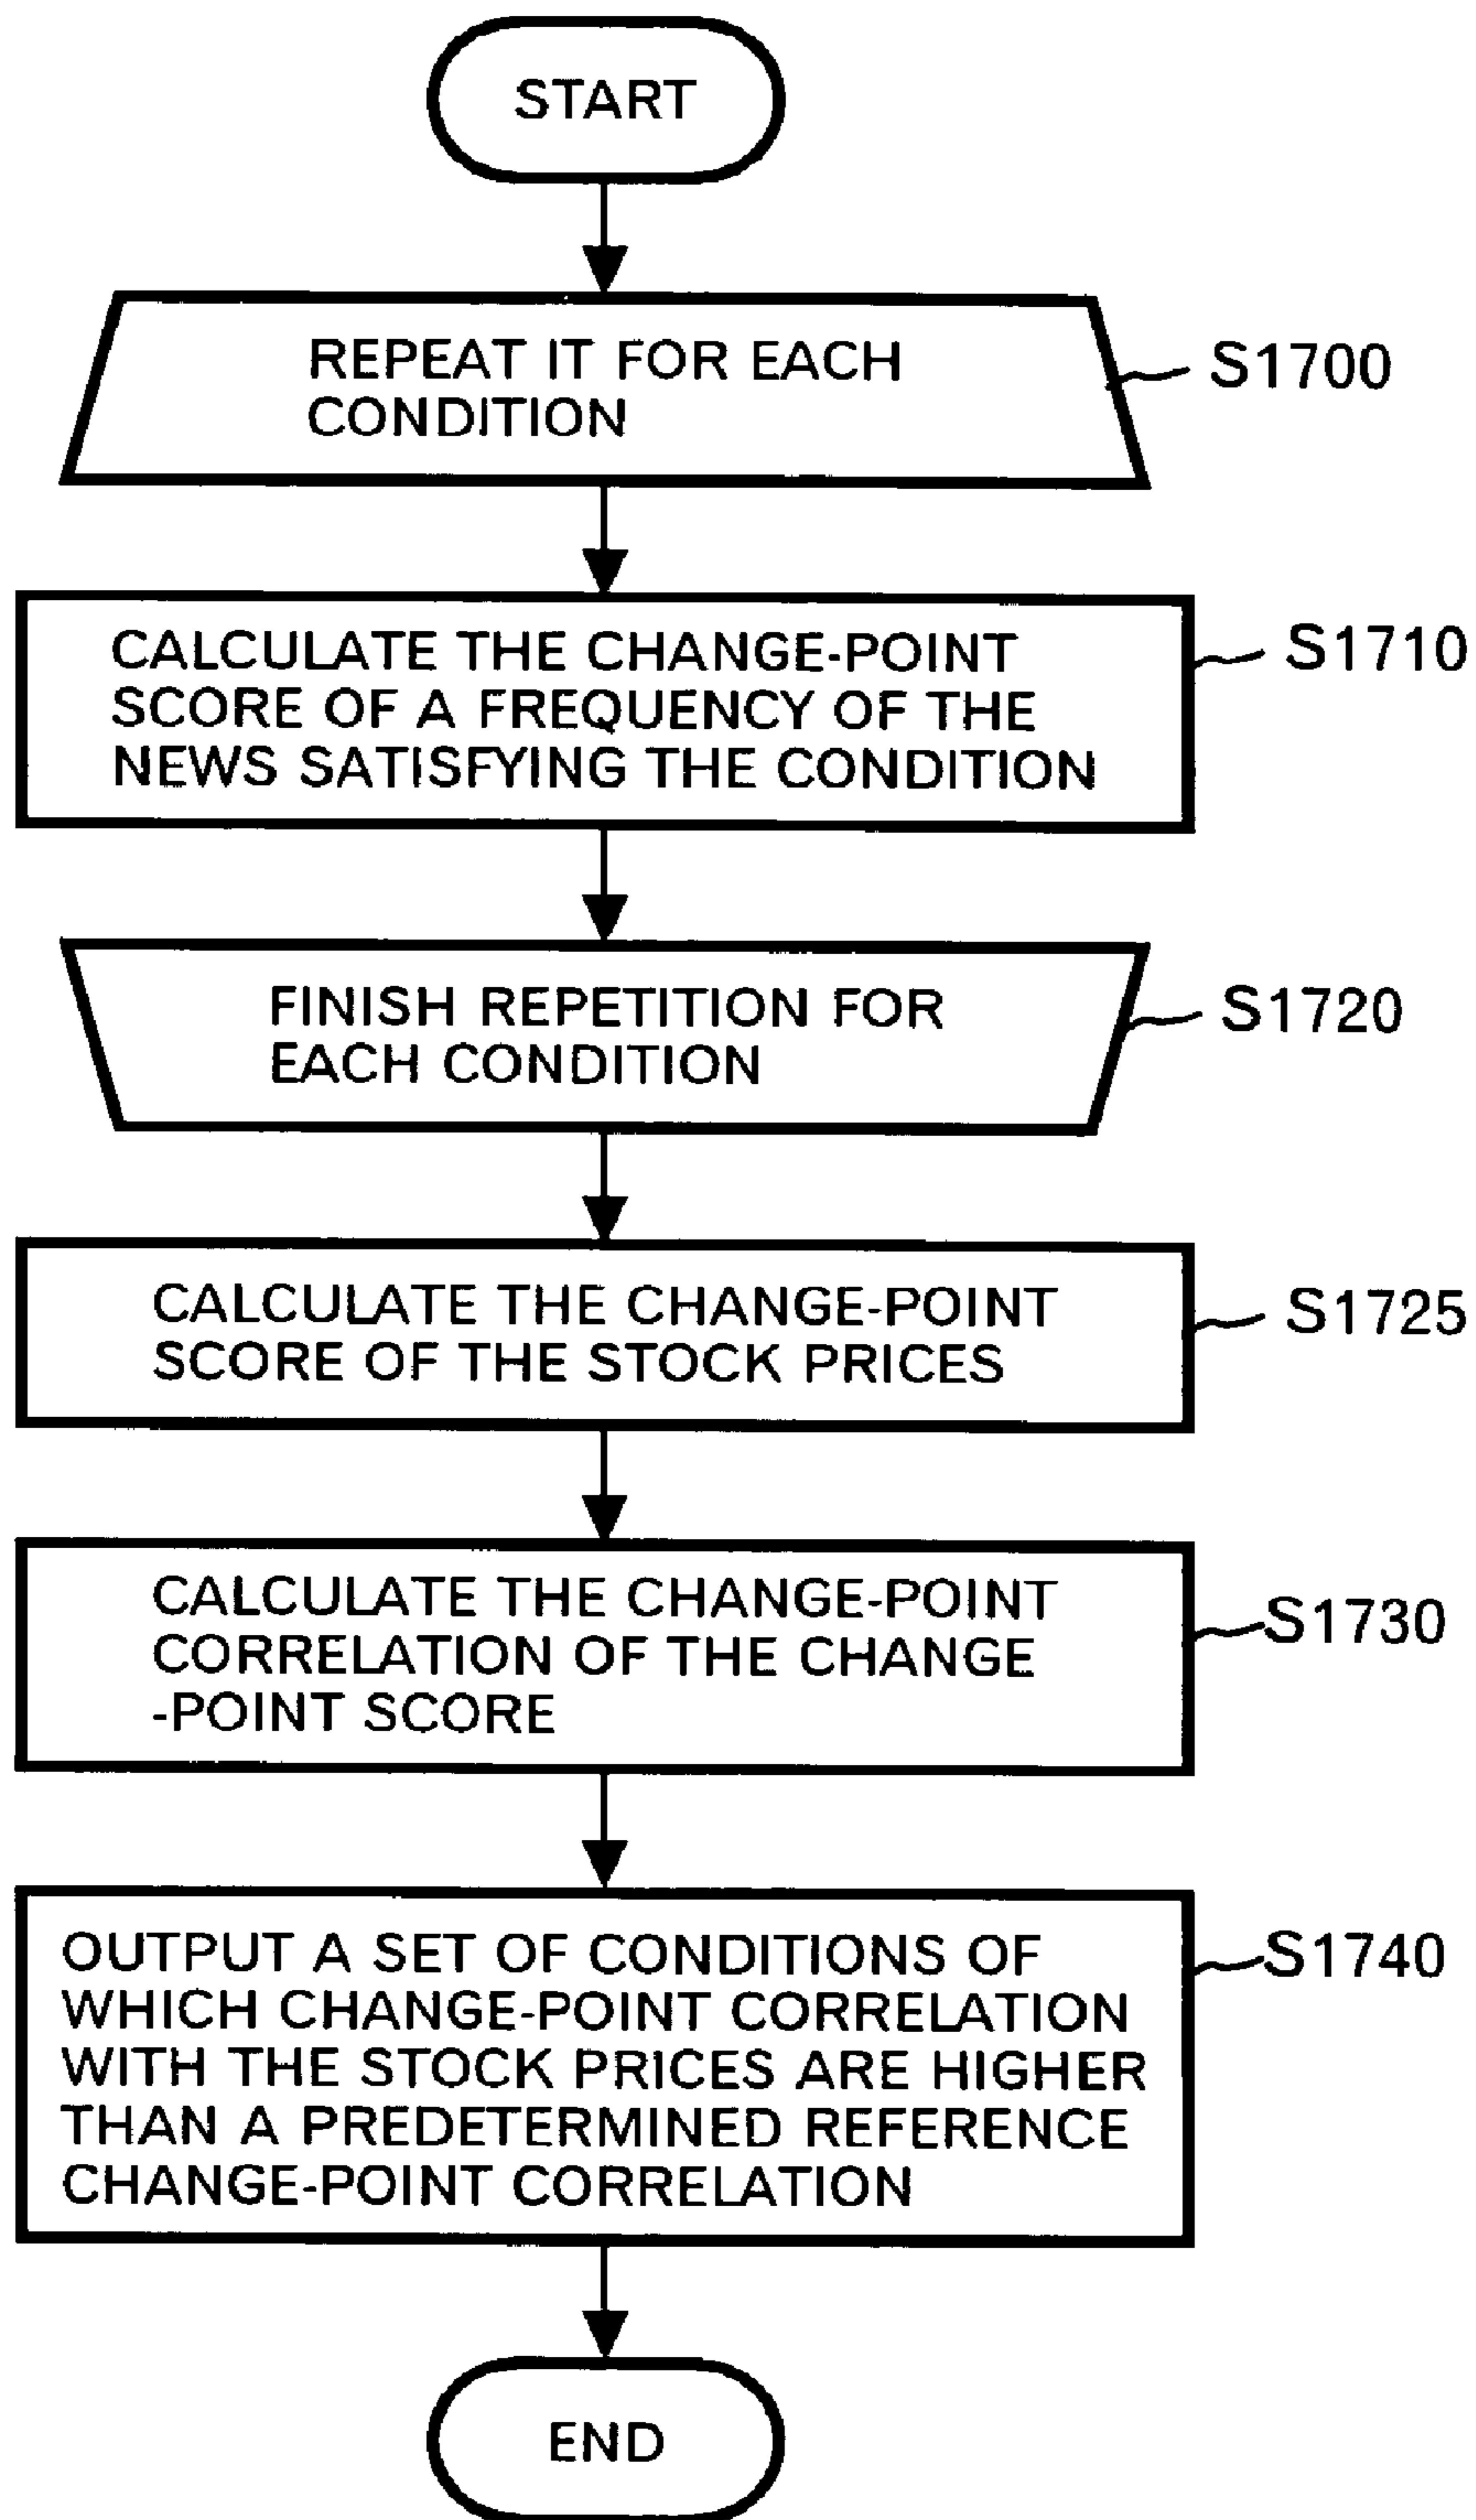 START
REPEAT IT FOR EACH
CONDITION
S1700
CALCULATE THE CHANGE-POINT
SCORE OF A FREQUENCY OF THE
NEWS SATISFYING THE CONDITION
S1710
FINISH REPETITION FOR
EACH CONDITION
S1720
CALCULATE THE CHANGE-POINT
SCORE OF THE STOCK PRICES
S1725
CALCULATE THE CHANGE-POINT
CORRELATION OF THE CHANGE
-POINT SCORE
S1730
OUTPUT A SET OF CONDITIONS OF
WHICH CHANGE-POINT CORRELATION
WITH THE STOCK PRICES ARE HIGHER
THAN A PREDETERMINED REFERENCE
CHANGE-POINT CORRELATION
S1740
END